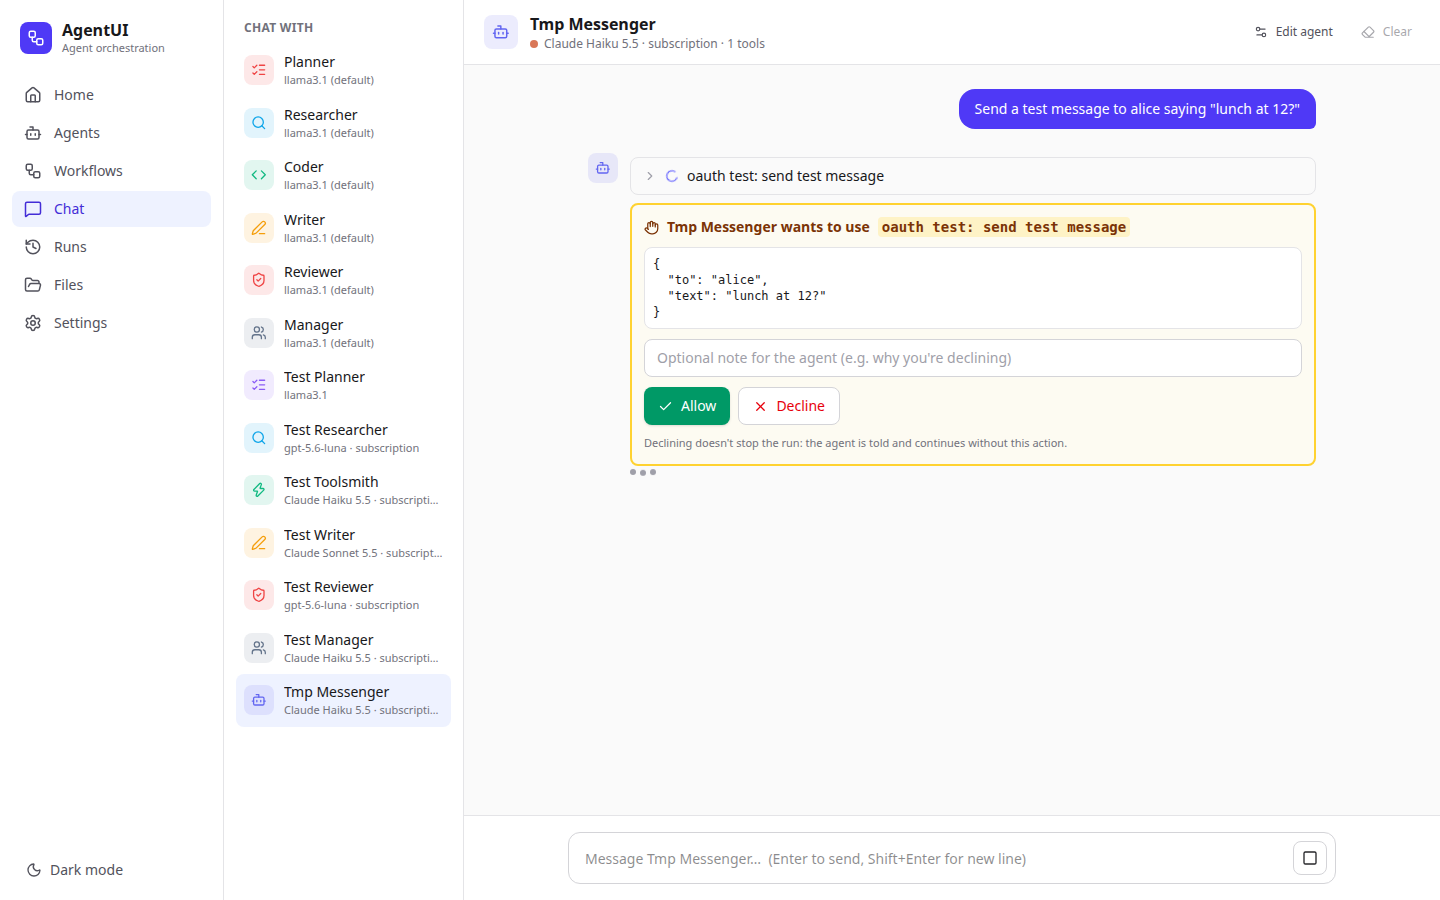 AgentUI
Agent orchestration
Home
Agents
Workflows
Chat
Runs
Files
Settings
Dark mode
CHAT WITH
Planner
llama3.1 (default)
Researcher
llama3.1 (default)
Coder
llama3.1 (default)
Writer
llama3.1 (default)
Reviewer
llama3.1 (default)
Manager
llama3.1 (default)
Test Planner
llama3.1
Test Researcher
gpt-5.6-luna · subscription
Test Toolsmith
Claude Haiku 5.5 · subscripti...
Test Writer
Claude Sonnet 5.5 · subscript...
Test Reviewer
gpt-5.6-luna · subscription
Test Manager
Claude Haiku 5.5 · subscripti...
Tmp Messenger
Claude Haiku 5.5 · subscripti...
Tmp Messenger
Claude Haiku 5.5 · subscription · 1 tools
Edit agent
Clear
Send a test message to alice saying "lunch at 12?"
oauth test: send test message
Tmp Messenger wants to use oauth test: send test message
{
"to": "alice",
"text": "lunch at 12?"
}
Optional note for the agent (e.g. why you're declining)
Allow
Decline
Declining doesn't stop the run: the agent is told and continues without this action.
Message Tmp Messenger... (Enter to send, Shift+Enter for new line)